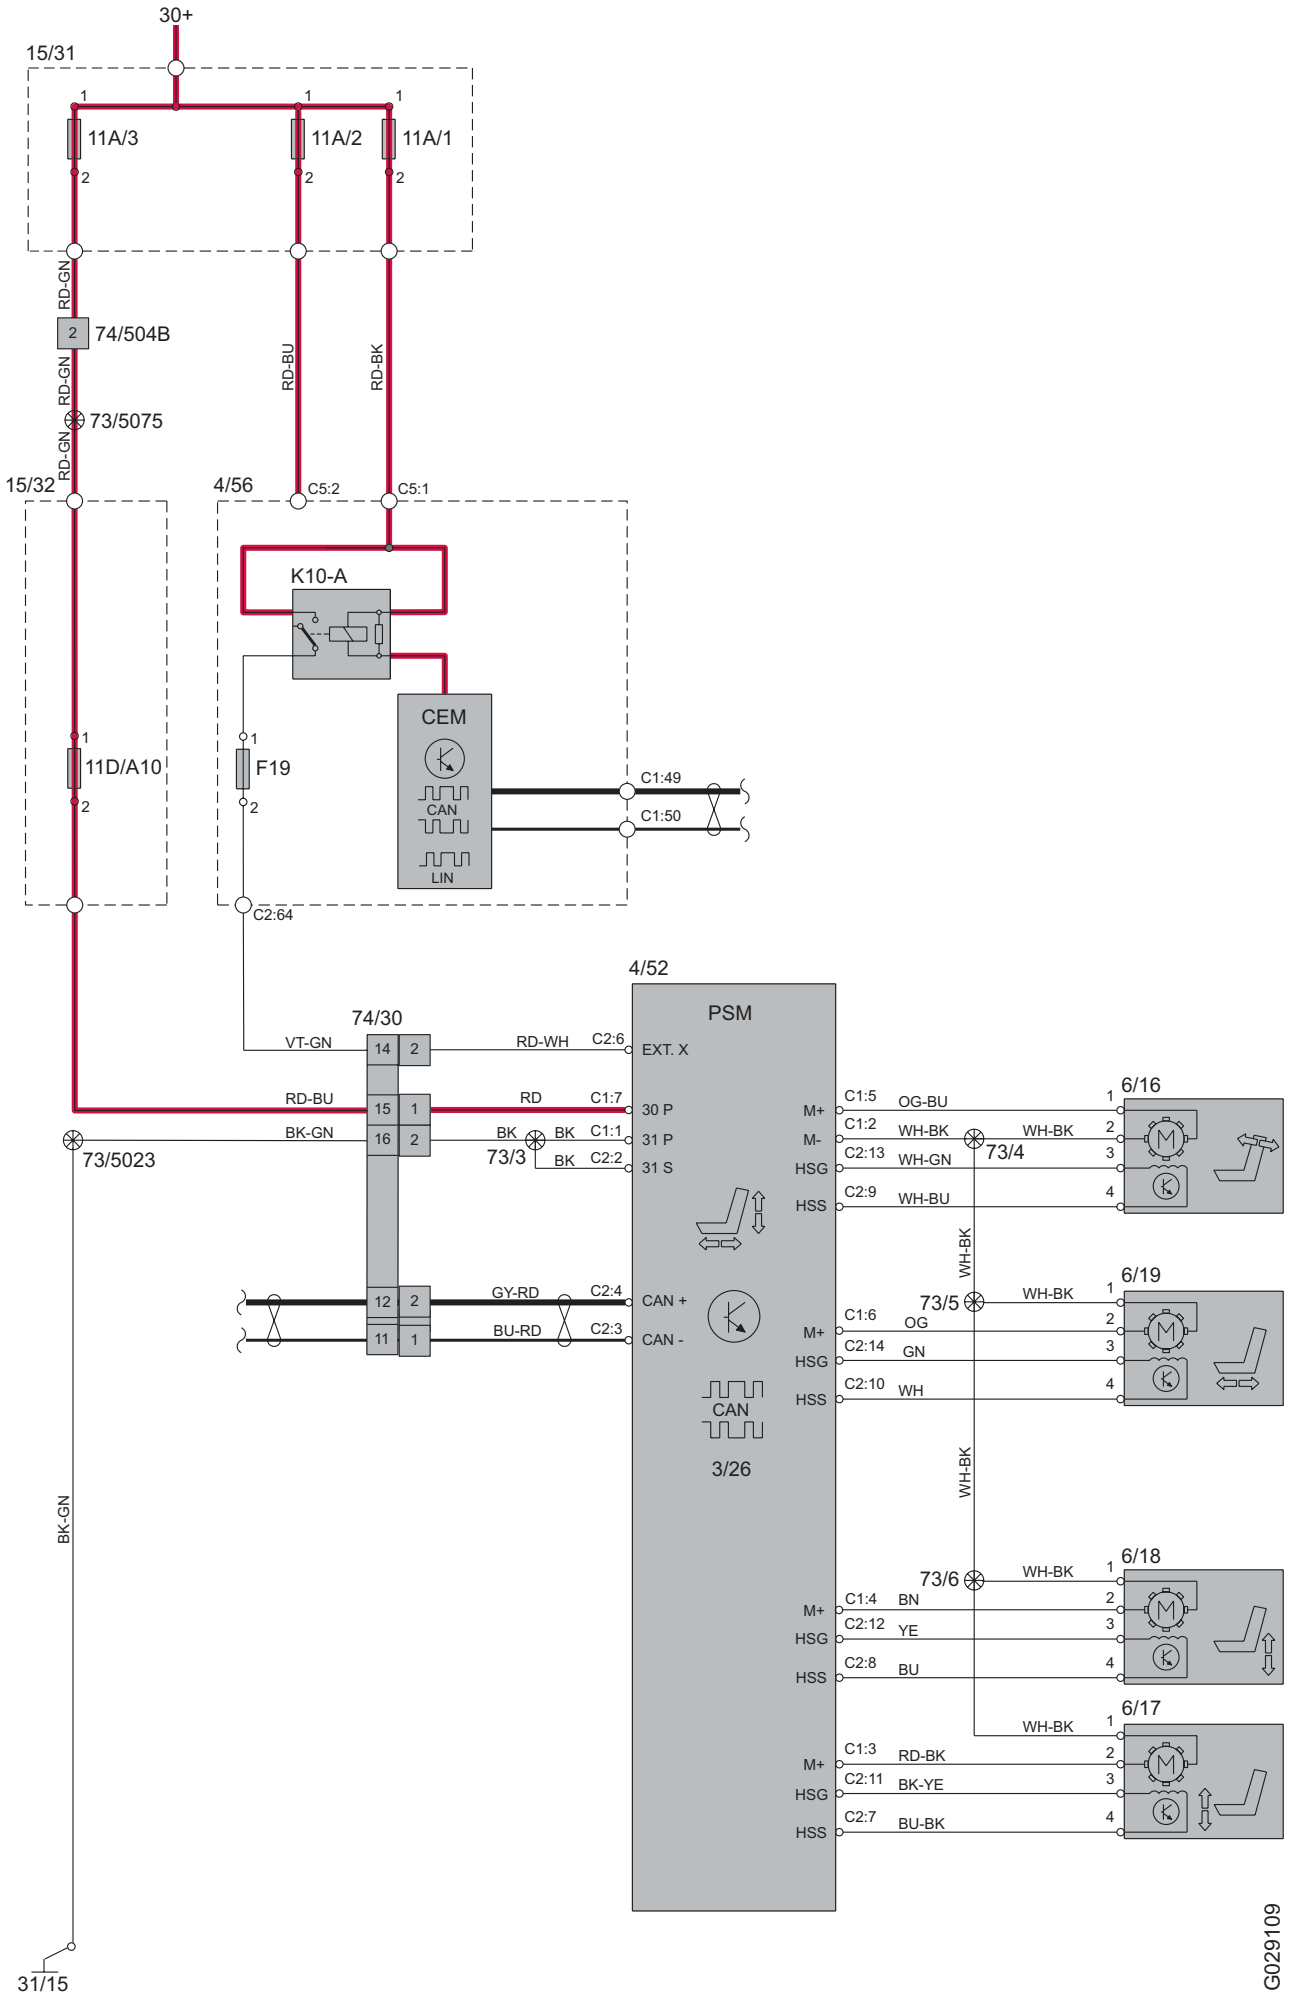 30+
15/31
1
1
1
11A/3
11A/2
11A/1
2
2
2
RD-GN
2
74/504B
RD-GN
RD-BU
RD-BK
73/5075
RD-GN
15/32
4/56
C5:2
C5:1
K10-A
CEM
1
1
11D/A10
F19
2
2
CAN
LIN
C1:49
C1:50
C2:64
4/52
PSM
74/30
VT-GN
14
2
RD-WH
C2:6
EXT. X
RD-BU
15
1
RD
C1:7
30 P
BK-GN
16
2
BK
BK
C1:1
31 P
73/5023
73/3
BK
C2:2
31 S
12
2
GY-RD
C2:4
CAN +
11
1
BU-RD
C2:3
CAN -
CAN
3/26
6/16
M+
C1:5
OG-BU
1
M-
C1:2
WH-BK
73/4
WH-BK
2
M
HSG
C2:13
WH-GN
3
HSS
C2:9
WH-BU
4
WH-BK
6/19
73/5
WH-BK
1
M+
C1:6
OG
2
M
HSG
C2:14
GN
3
HSS
C2:10
WH
4
WH-BK
6/18
73/6
WH-BK
1
M+
C1:4
BN
2
M
HSG
C2:12
YE
3
HSS
C2:8
BU
4
6/17
WH-BK
1
M+
C1:3
RD-BK
2
M
HSG
C2:11
BK-YE
3
HSS
C2:7
BU-BK
4
BK-GN
31/15
G029109